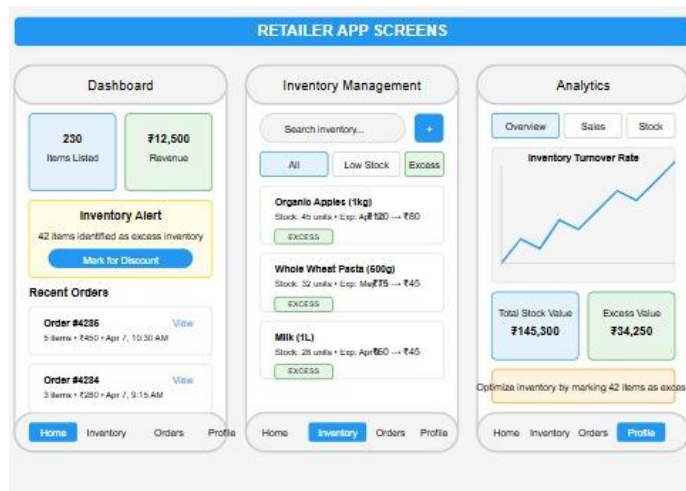 RETAILER APP SCREENS
Dashboard
230
Items Listed
₹12,500
Revenue
Inventory Alert
42 items identified as excess inventory
Mark for Discount
Recent Orders
Order #4286
View
5 items • ₹450 • Apr 7, 10:30 AM
Order #4284
View
3 items • ₹280 • Apr 7, 9:15 AM
Home Inventory Orders Profile
Inventory Management
Search inventory...
+
All Low Stock Excess
Organic Apples (1kg)
Stock: 45 units • Exp: Apr ₹120 → ₹80
EXCESS
Whole Wheat Pasta (500g)
Stock: 32 units • Exp: May ₹75 → ₹45
EXCESS
Milk (1L)
Stock: 28 units • Exp: Apr ₹60 → ₹45
EXCESS
Home Inventory Orders Profile
Analytics
Overview Sales Stock
Inventory Turnover Rate
Total Stock Value
₹145,300
Excess Value
₹34,250
Optimize inventory by marking 42 items as exces
Home Inventory Orders Profile